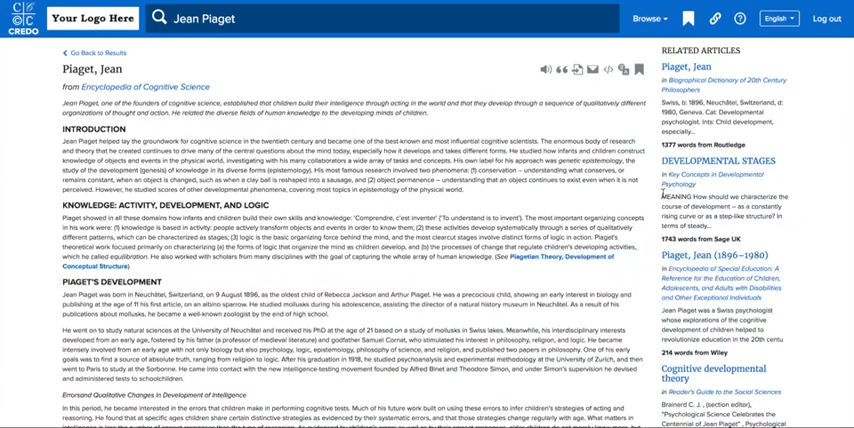 CREDO
Your Logo Here
Jean Piaget
Browse
English
Log out
Go Back to Results
Piaget, Jean
from Encyclopedia of Cognitive Science
Jean Piaget, one of the founders of cognitive science, established that children build their intelligence through acting in the world and that they develop through a sequence of qualitatively different
organizations of thought and action. He related the diverse fields of human knowledge to the developing minds of children.
INTRODUCTION
Jean Piaget helped lay the groundwork for cognitive science in the twentieth century and became one of the best-known and most influential cognitive scientists. The enormous body of research
and theory that he created continues to drive many of the central questions about the mind today, especially how it develops and takes different forms. He studied how infants and children construct
knowledge of objects and events in the physical world, investigating with his many collaborators a wide array of tasks and concepts. His own label for his approach was genetic epistemology, the
study of the development (genesis) of knowledge in its diverse forms (epistemology). His most famous research involved two phenomena: (1) conservation – understanding what conserves, or
remains constant, when an object is changed, such as when a clay ball is reshaped into a sausage, and (2) object permanence – understanding that an object continues to exist even when it is not
perceived. However, he studied scores of other developmental phenomena, covering most topics in epistemology of the physical world.
KNOWLEDGE: ACTIVITY, DEVELOPMENT, AND LOGIC
Piaget showed in all these domains how infants and children build their own skills and knowledge: 'Comprendre, c'est inventer' ('To understand is to invent'). The most important organizing concepts
in his work were: (1) knowledge is based in activity: people actively transform objects and events in order to know them; (2) these activities develop systematically through a series of qualitatively
different patterns, which can be characterized as stages; (3) logic is the basic organizing force behind the mind, and the most clearcut stages involve distinct forms of logic in action. Piaget's
theoretical work focused primarily on characterizing (a) the forms of logic that organize the mind as children develop, and (b) the processes of change that regulate children's developing activities,
which he called equilibration. He also worked with scholars from many disciplines with the goal of capturing the whole array of human knowledge. (See Piagetian Theory, Development of
Conceptual Structure)
PIAGET'S DEVELOPMENT
Jean Piaget was born in Neuchâtel, Switzerland, on 9 August 1896, as the oldest child of Rebecca Jackson and Arthur Piaget. He was a precocious child, showing an early interest in biology and
publishing at the age of 11 his first article, on an albino sparrow. He studied mollusks during his adolescence, assisting the director of a natural history museum in Neuchâtel. As a result of his
publications about mollusks, he became a well-known zoologist by the end of high school.
He went on to study natural sciences at the University of Neuchâtel and received his PhD at the age of 21 based on a study of mollusks in Swiss lakes. Meanwhile, his interdisciplinary interests
developed from an early age, fostered by his father (a professor of medieval literature) and godfather Samuel Cornat, who stimulated his interest in philosophy, religion, and logic. He became
intensely involved from an early age with not only biology but also psychology, logic, epistemology, philosophy of science, and religion, and published two papers in philosophy. One of his early
goals was to find a source of absolute truth, ranging from religion to logic. After his graduation in 1918, he studied psychoanalysis and experimental methodology at the University of Zurich, and then
went to Paris to study at the Sorbonne. He came into contact with the new intelligence-testing movement founded by Alfred Binet and Theodore Simon, and under Simon's supervision he devised
and administered tests to schoolchildren.
Errorsand Qualitative Changes in Development of Intelligence
In this period, he became interested in the errors that children make in performing cognitive tests. Much of his future work built on using these errors to infer children's strategies of acting and
reasoning. He found that at specific ages children share certain distinctive strategies as evidenced by their systematic errors, and that those strategies change regularly with age. What matters in
RELATED ARTICLES
Piaget, Jean
in Biographical Dictionary of 20th Century
Philosophers
Swiss, b: 1896, Neuchâtel, Switzerland, d:
1980, Geneva. Cat: Developmental
psychologist. Ints: Child development,
especially...
1377 words from Routledge
DEVELOPMENTAL STAGES
in Key Concepts in Developmental
Psychology
MEANING How should we characterize the
course of development – as a constantly
rising curve or as a step-like structure? In
terms of steady...
1743 words from Sage UK
Piaget, Jean (1896–1980)
in Encyclopedia of Special Education: A
Reference for the Education of Children,
Adolescents, and Adults with Disabilities
and Other Exceptional Individuals
Jean Piaget was a Swiss psychologist
whose explorations of the cognitive
development of children helped to
revolutionize education in the 20th centu
214 words from Wiley
Cognitive developmental
theory
in Reader's Guide to the Social Sciences
Brainerd C. J. , (section editor),
"Psychological Science Celebrates the
Centennial of Jean Piaget" , Psychological